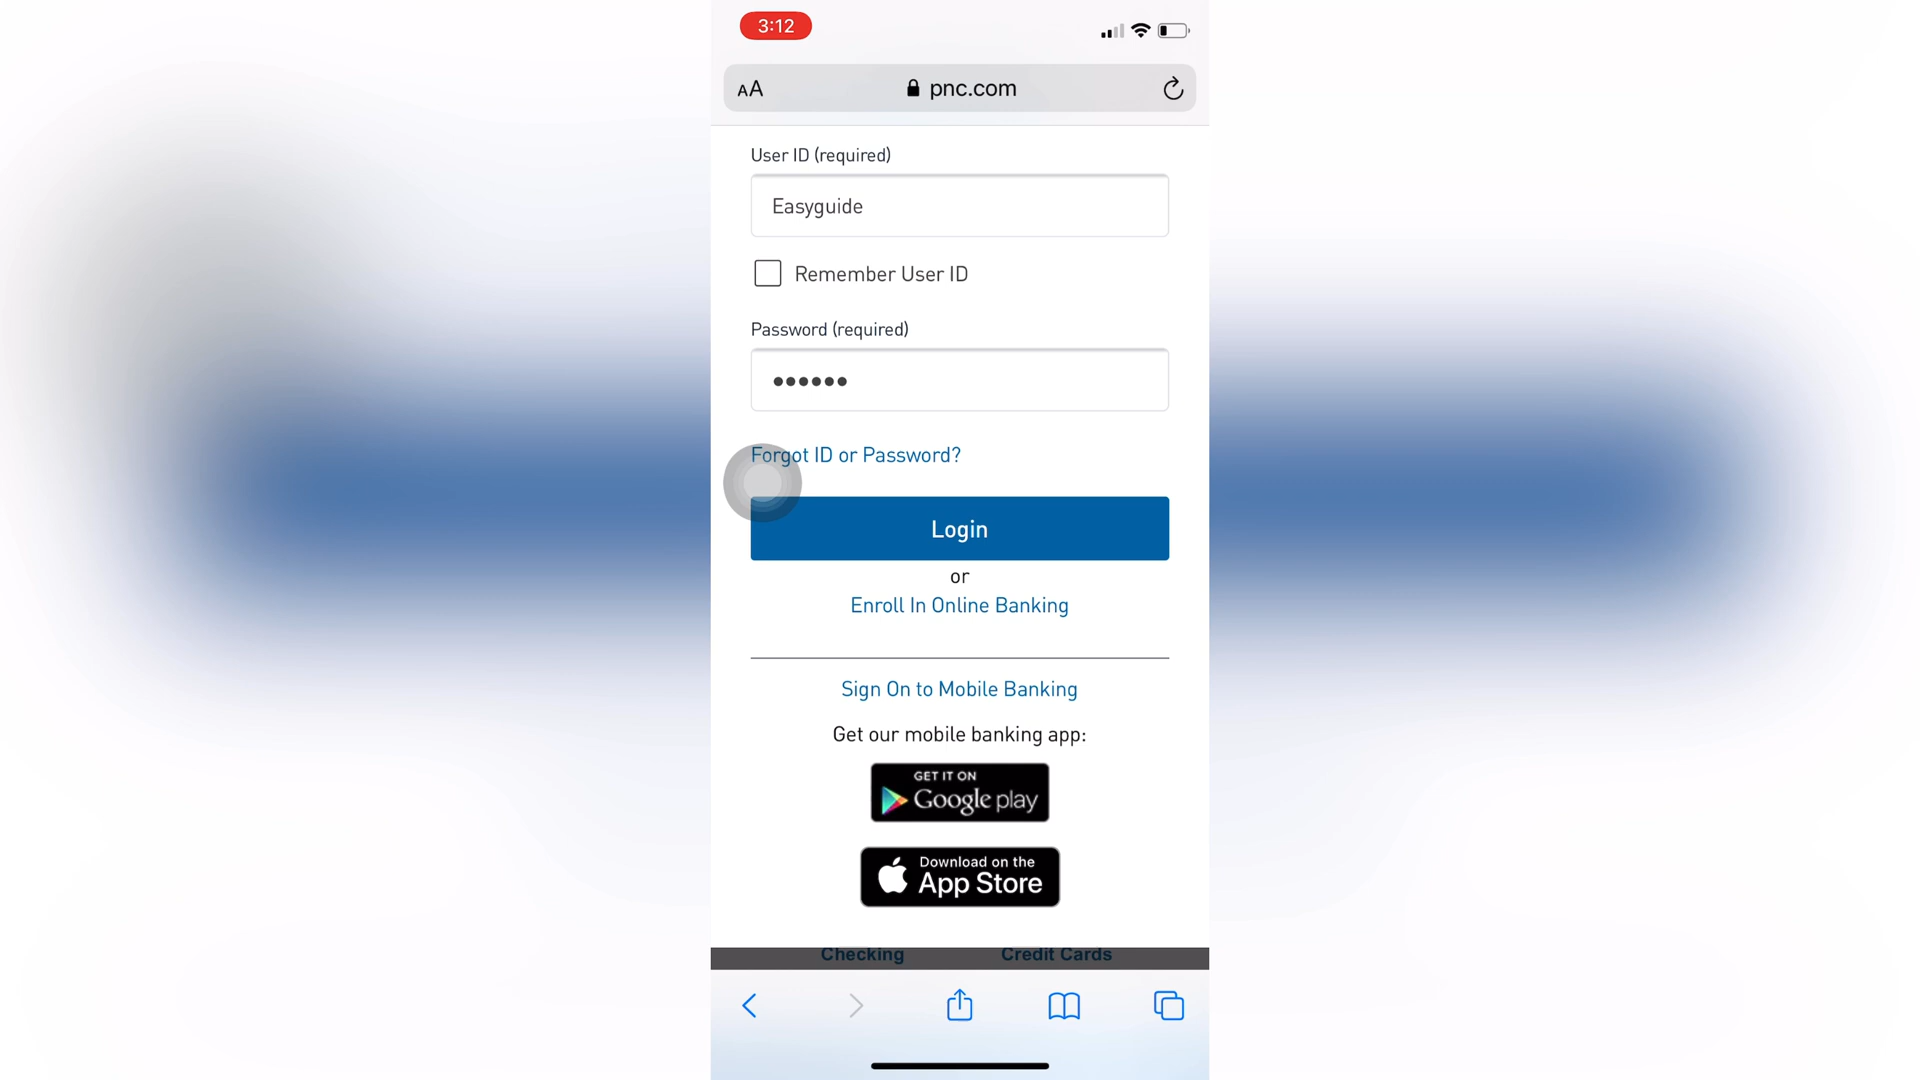 3:12
AA pnc.com
User ID (required)
Easyguide
Remember User ID
Password (required)
••••••
Forgot ID or Password?
Login
or
Enroll In Online Banking
Sign On to Mobile Banking
Get our mobile banking app:
GET IT ON
Google play
Download on the
App Store
Checking Credit Cards